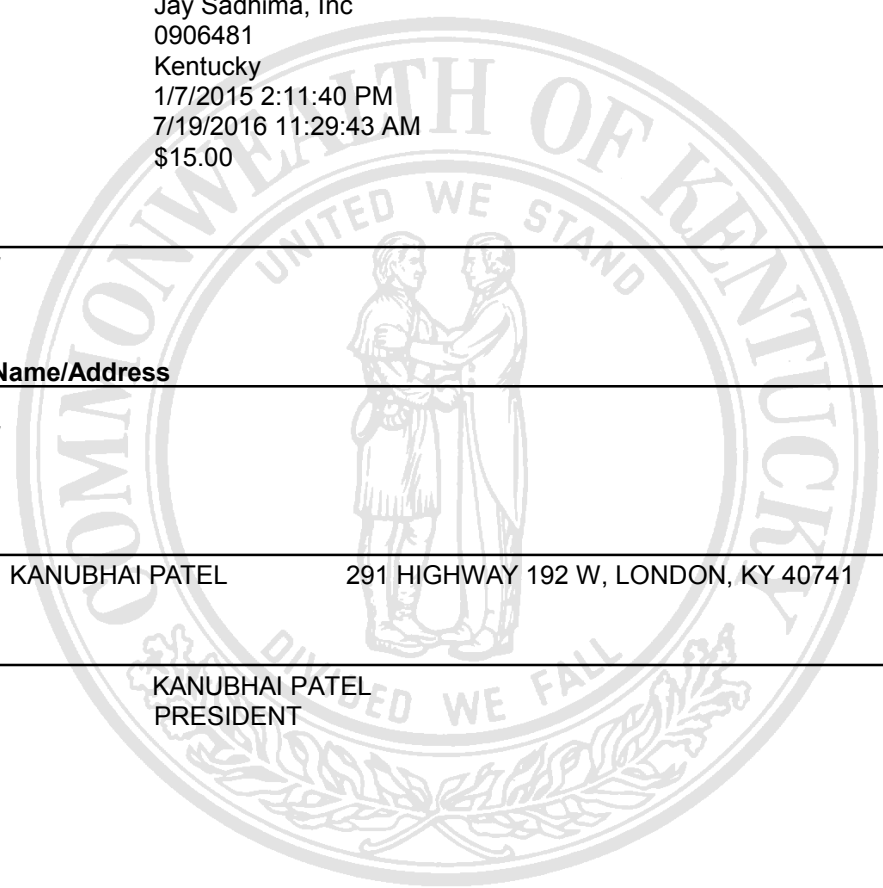 Jay Sadhima, Inc
0906481
Kentucky
1/7/2015 2:11:40 PM
7/19/2016 11:29:43 AM
$15.00
COMMONWEALTH OF KENTUCKY
UNITED WE STAND
Name/Address
KANUBHAI PATEL 291 HIGHWAY 192 W, LONDON, KY 40741
DIVIDED WE FALL
KANUBHAI PATEL
PRESIDENT